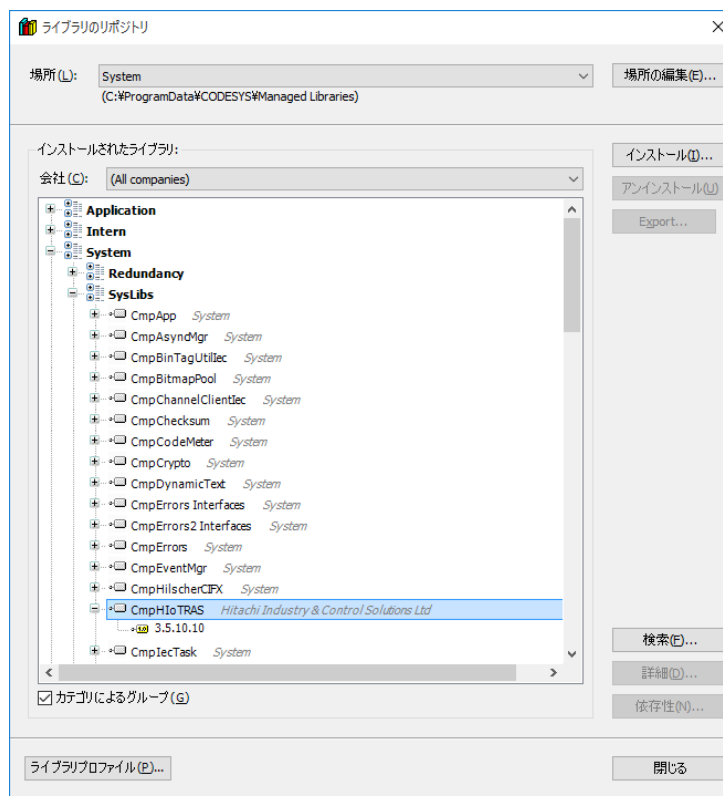 ライブラリのリポジトリ
場所(L): System 場所の編集(E)...
(C:¥ProgramData¥CODESYS¥Managed Libraries)
インストールされたライブラリ:
インストール(I)...
会社(C): (All companies)
アンインストール(U)
Application
Export...
Intern
System
Redundancy
SysLibs
CmpApp System
CmpAsyncMgr System
CmpBinTagUtilIec System
CmpBitmapPool System
CmpChannelClientIec System
CmpChecksum System
CmpCodeMeter System
CmpCrypto System
CmpDynamicText System
CmpErrors Interfaces System
CmpErrors2 Interfaces System
CmpErrors System
CmpEventMgr System
CmpHilscherCIFX System
CmpHIoTRAS Hitachi Industry & Control Solutions Ltd
3.5.10.10
検索(F)...
CmpIecTask System
詳細(D)...
カテゴリによるグループ(G)
依存性(N)...
ライブラリプロファイル(P)... 閉じる